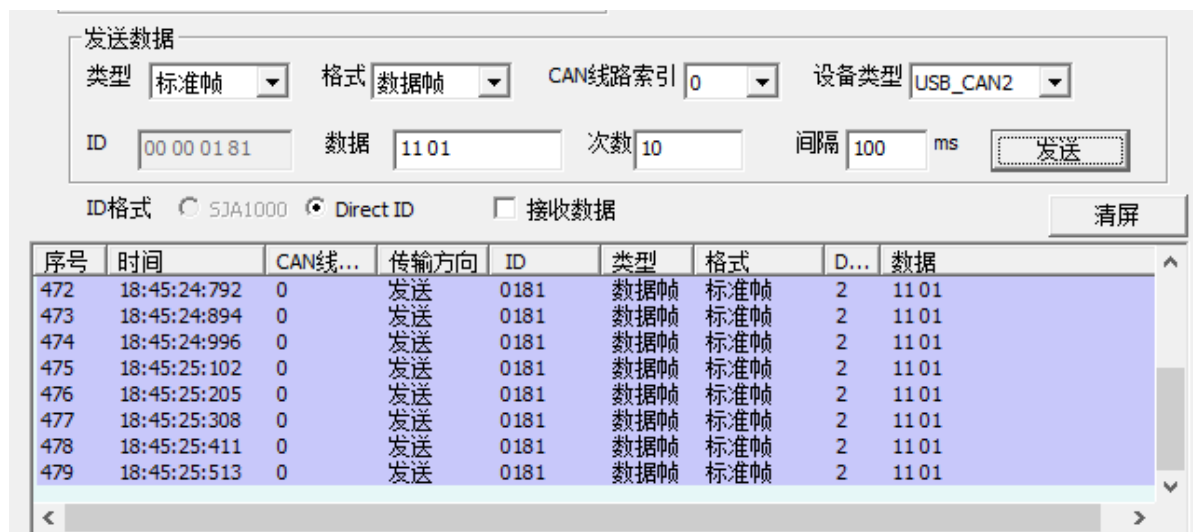 发送数据
类型 标准帧 格式 数据帧 CAN线路索引 0 设备类型 USB_CAN2
ID 00 00 01 81 数据 11 01 次数 10 间隔 100 ms 发送
ID格式 SJA1000 Direct ID 接收数据 清屏
序号 时间 CAN线... 传输方向 ID 类型 格式 D... 数据
472 18:45:24:792 0 发送 0181 数据帧 标准帧 2 11 01
473 18:45:24:894 0 发送 0181 数据帧 标准帧 2 11 01
474 18:45:24:996 0 发送 0181 数据帧 标准帧 2 11 01
475 18:45:25:102 0 发送 0181 数据帧 标准帧 2 11 01
476 18:45:25:205 0 发送 0181 数据帧 标准帧 2 11 01
477 18:45:25:308 0 发送 0181 数据帧 标准帧 2 11 01
478 18:45:25:411 0 发送 0181 数据帧 标准帧 2 11 01
479 18:45:25:513 0 发送 0181 数据帧 标准帧 2 11 01